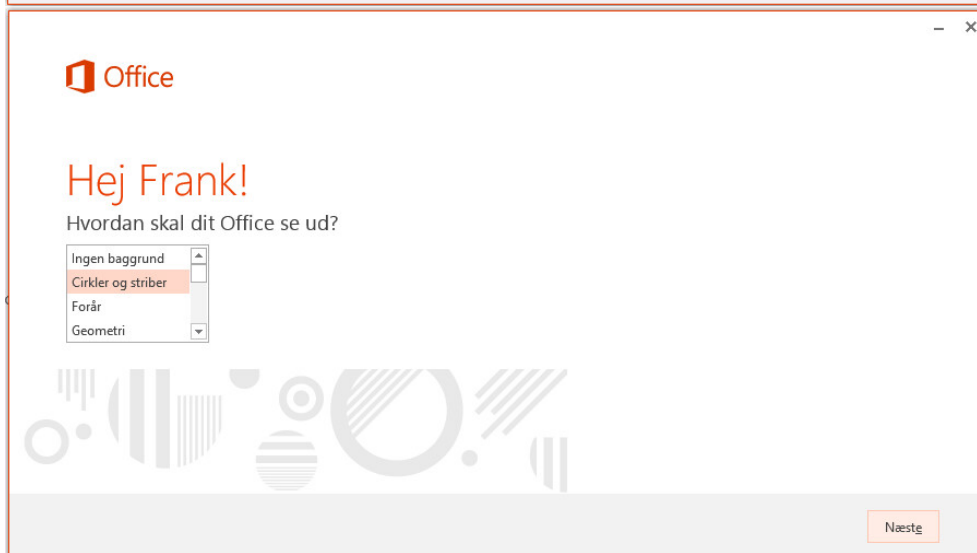 Office
Hej Frank!
Hvordan skal dit Office se ud?
Ingen baggrund
Cirkler og striber
Forår
Geometri
Næste